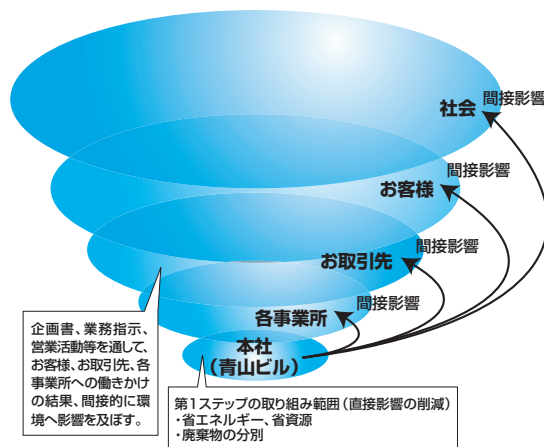 間接影響
社会
間接影響
お客様
間接影響
お取引先
間接影響
各事業所
本社
（青山ビル）
企画書、業務指示、
営業活動等を通して、
お客様、お取引先、各
事業所への働きかけ
の結果、間接的に環
境へ影響を及ぼす。
第1ステップの取り組み範囲（直接影響の削減）
・省エネルギー、省資源
・廃棄物の分別